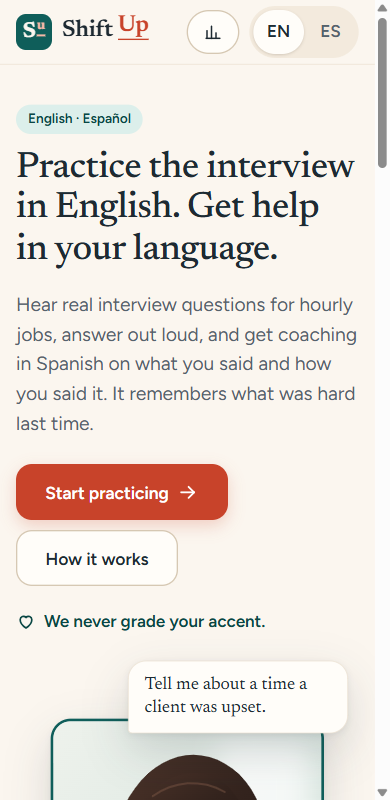 Su
Shift Up
EN
ES
English · Español
Practice the interview
in English. Get help
in your language.
Hear real interview questions for hourly
jobs, answer out loud, and get coaching
in Spanish on what you said and how
you said it. It remembers what was hard
last time.
Start practicing →
How it works
We never grade your accent.
Tell me about a time a
client was upset.